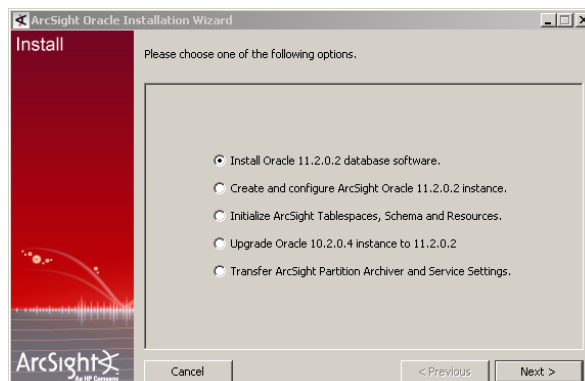 ArcSight Oracle Installation Wizard
Install
Please choose one of the following options.
Install Oracle 11.2.0.2 database software.
Create and configure ArcSight Oracle 11.2.0.2 instance.
Initialize ArcSight Tablespaces, Schema and Resources.
Upgrade Oracle 10.2.0.4 instance to 11.2.0.2
Transfer ArcSight Partition Archiver and Service Settings.
ArcSight
An HP Company
Cancel
< Previous
Next >